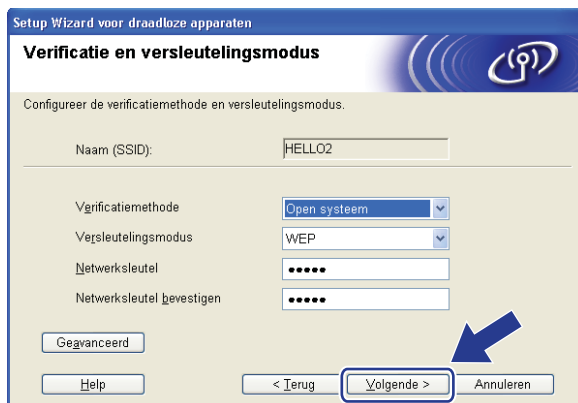 Setup Wizard voor draadloze apparaten
Verificatie en versleutelingsmodus
Configureer de verificatiemethode en versleutelingsmodus.
Naam (SSID): HELLO2
Verificatiemethode Open systeem
Versleutelingsmodus WEP
Netwerksleutel •••••
Netwerksleutel bevestigen •••••
Geavanceerd
Help < Terug Volgende > Annuleren